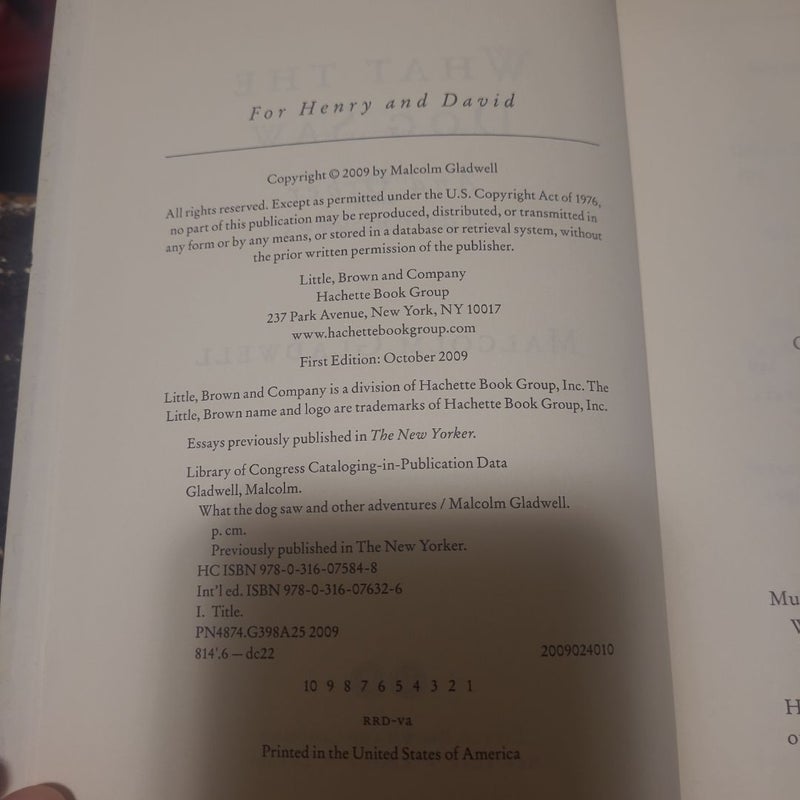 For Henry and David
Copyright © 2009 by Malcolm Gladwell
All rights reserved. Except as permitted under the U.S. Copyright Act of 1976,
no part of this publication may be reproduced, distributed, or transmitted in
any form or by any means, or stored in a database or retrieval system, without
the prior written permission of the publisher.
Little, Brown and Company
Hachette Book Group
237 Park Avenue, New York, NY 10017
www.hachettebookgroup.com
First Edition: October 2009
Little, Brown and Company is a division of Hachette Book Group, Inc. The
Little, Brown name and logo are trademarks of Hachette Book Group, Inc.
Essays previously published in The New Yorker.
Library of Congress Cataloging-in-Publication Data
Gladwell, Malcolm.
What the dog saw and other adventures / Malcolm Gladwell.
p. cm.
Previously published in The New Yorker.
HC ISBN 978-0-316-07584-8
Int'l ed. ISBN 978-0-316-07632-6
I. Title.
PN4874.G398A25 2009
814'.6 — dc22 2009024010
10 9 8 7 6 5 4 3 2 1
RRD-va
Printed in the United States of America